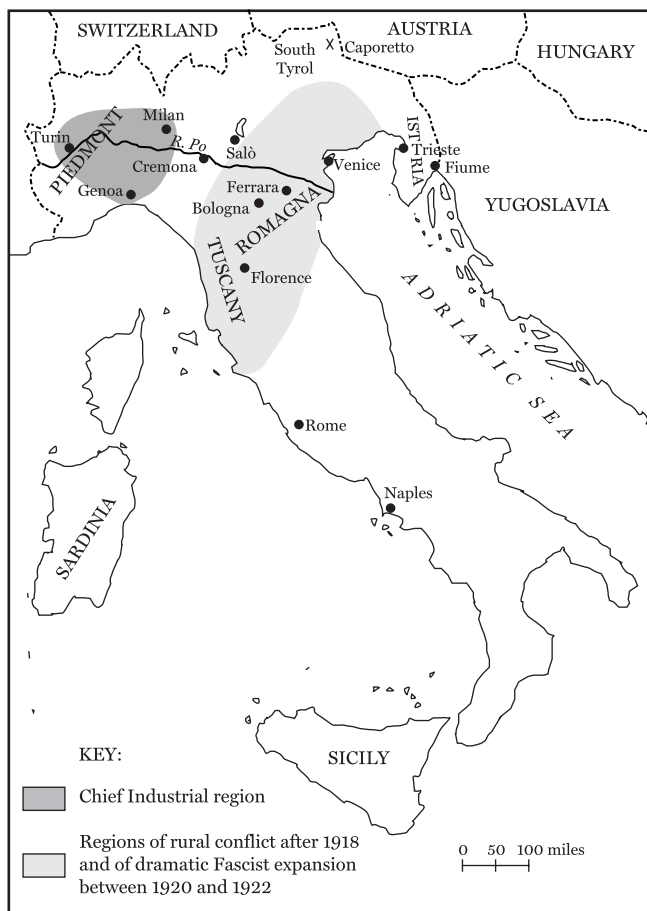 SWITZERLAND
AUSTRIA
South
Tyrol
Caporetto
HUNGARY
Milan
Turin
PIEDMONT
R. Po
Cremona
Salò
Venice
ISTRIA
Trieste
Fiume
Genoa
Ferrara
Bologna
ROMAGNA
YUGOSLAVIA
TUSCANY
Florence
ADRIATIC SEA
Rome
Naples
SARDINIA
SICILY
KEY:
Chief Industrial region
Regions of rural conflict after 1918
and of dramatic Fascist expansion
between 1920 and 1922
0 50 100 miles